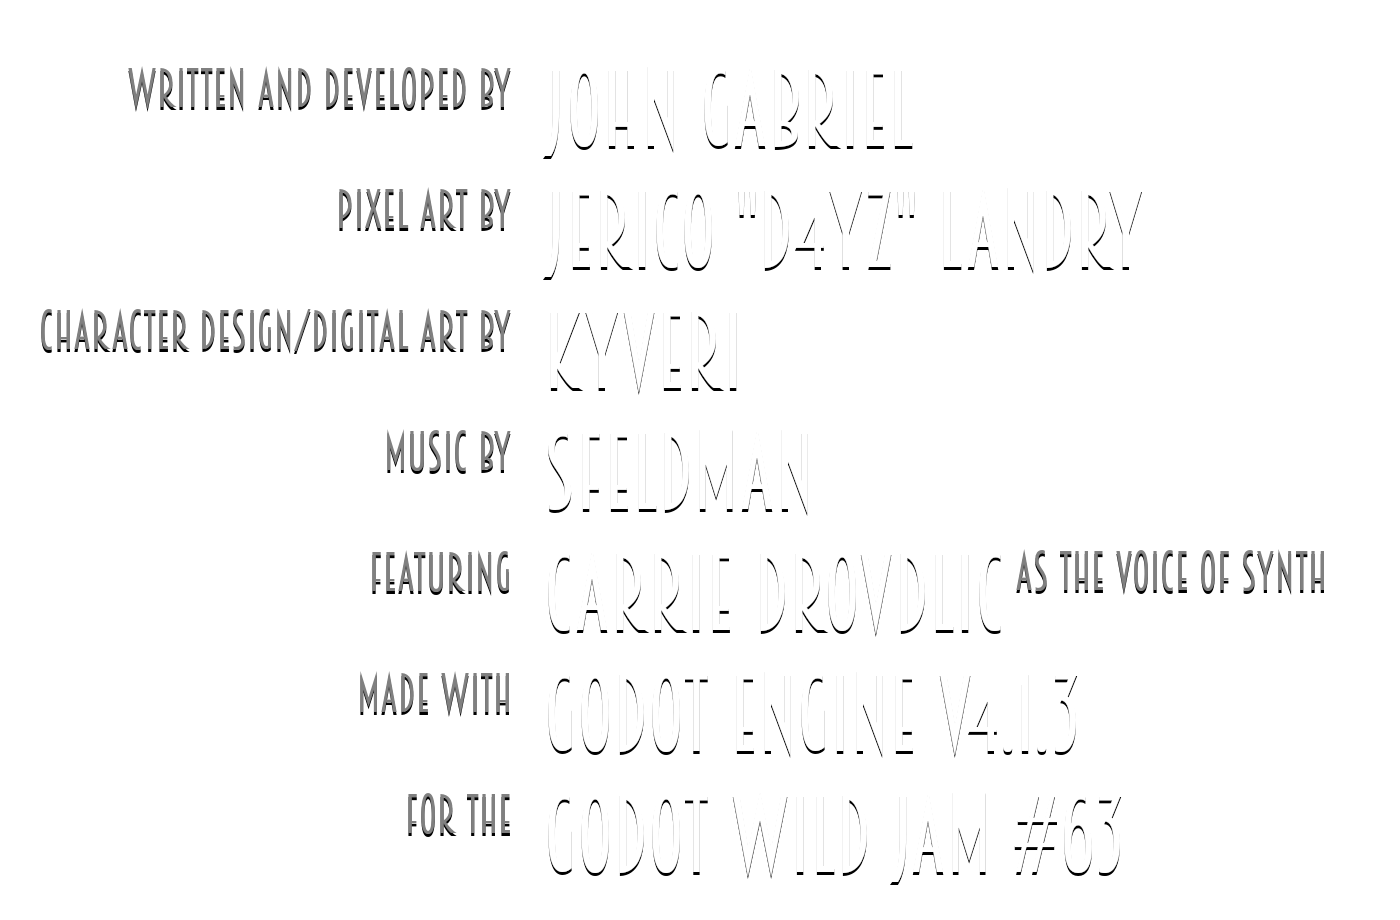 WRITTEN AND DEVELOPED BY JOHN GABRIEL
PIXEL ART BY JERICO "D4YZ" LANDRY
CHARACTER DESIGN/DIGITAL ART BY KYVERI
MUSIC BY SFELDMAN
FEATURING CARRIE DROVDLIC AS THE VOICE OF SYNTH
MADE WITH GODOT ENGINE V4.1.3
FOR THE GODOT WILD JAM #63